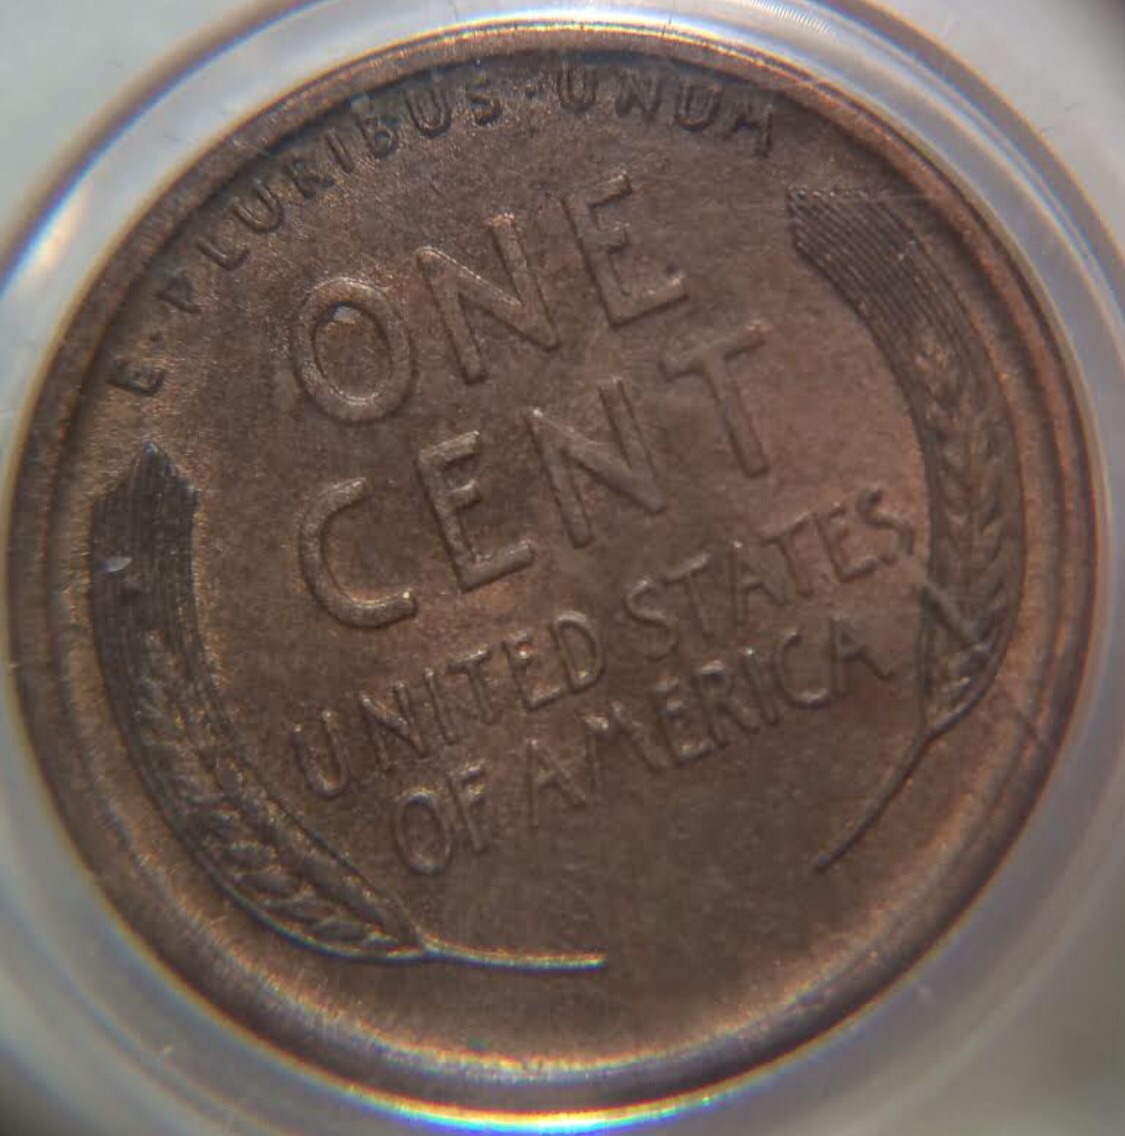 E·PLURIBUS·UNUM
ONE
CENT
UNITED STATES
OF AMERICA